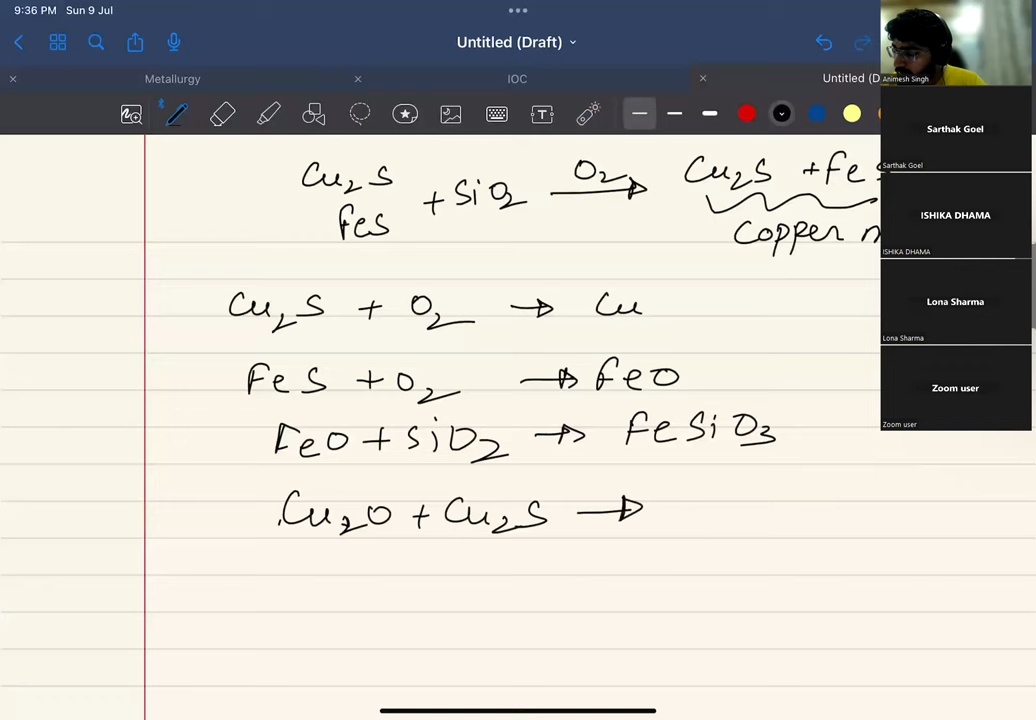 9:36 PM Sun 9 Jul
Untitled (Draft)
Metallurgy
IOC
Untitled (D
Animesh Singh
Sarthak Goel
Sarthak Goel
ISHIKA DHAMA
ISHIKA DHAMA
Lona Sharma
Lona Sharma
Zoom user
Zoom user
Cu₂S
FeS
+ SiO₂ O₂ → Cu₂S + FeS
Copper m
Cu₂S + O₂ → Cu
FeS + O₂ → FeO
FeO + SiO₂ → FeSiO₃
Cu₂O + Cu₂S →